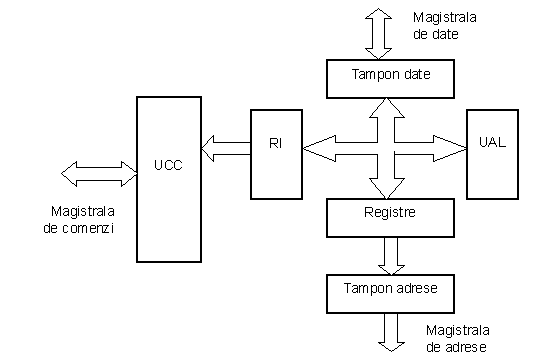 Magistrala
de date
Tampon date
UCC
RI
UAL
Magistrala
de comenzi
Registre
Tampon adrese
Magistrala
de adrese